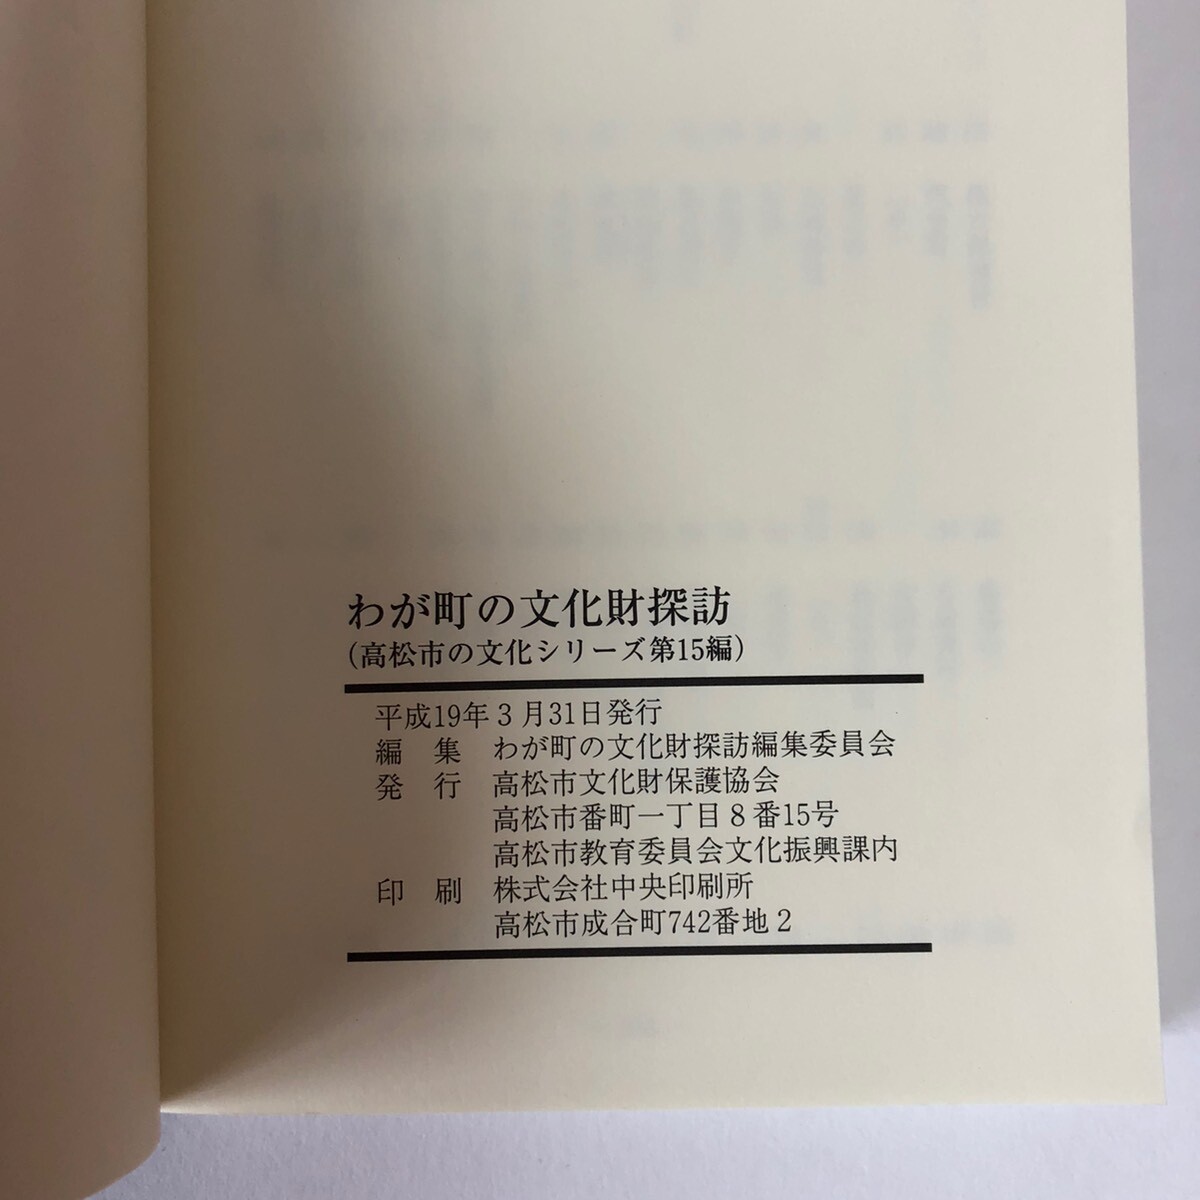 わが町の文化財探訪
(高松市の文化シリーズ第15編)
平成19年3月31日発行
編　集　わが町の文化財探訪編集委員会
発　行　高松市文化財保護協会
高松市番町一丁目8番15号
高松市教育委員会文化振興課内
印　刷　株式会社中央印刷所
高松市成合町742番地2